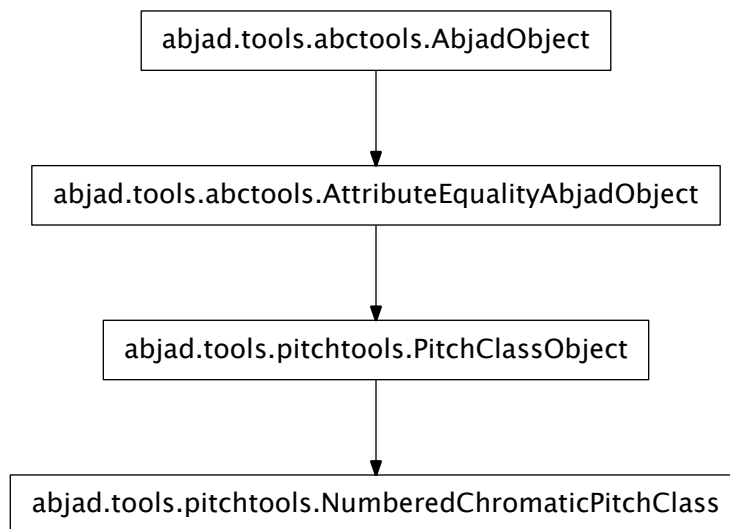 abjad.tools.abctools.AbjadObject
abjad.tools.abctools.AttributeEqualityAbjadObject
abjad.tools.pitchtools.PitchClassObject
abjad.tools.pitchtools.NumberedChromaticPitchClass